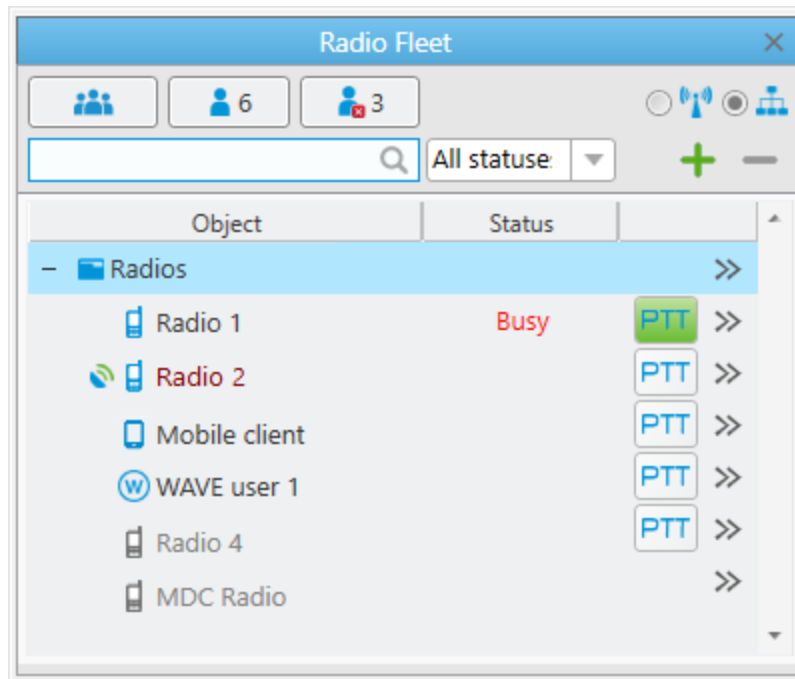 Radio Fleet
6 3
All statuse
Object Status
Radios
Radio 1 Busy PTT
Radio 2 PTT
Mobile client PTT
W WAVE user 1 PTT
Radio 4 PTT
MDC Radio